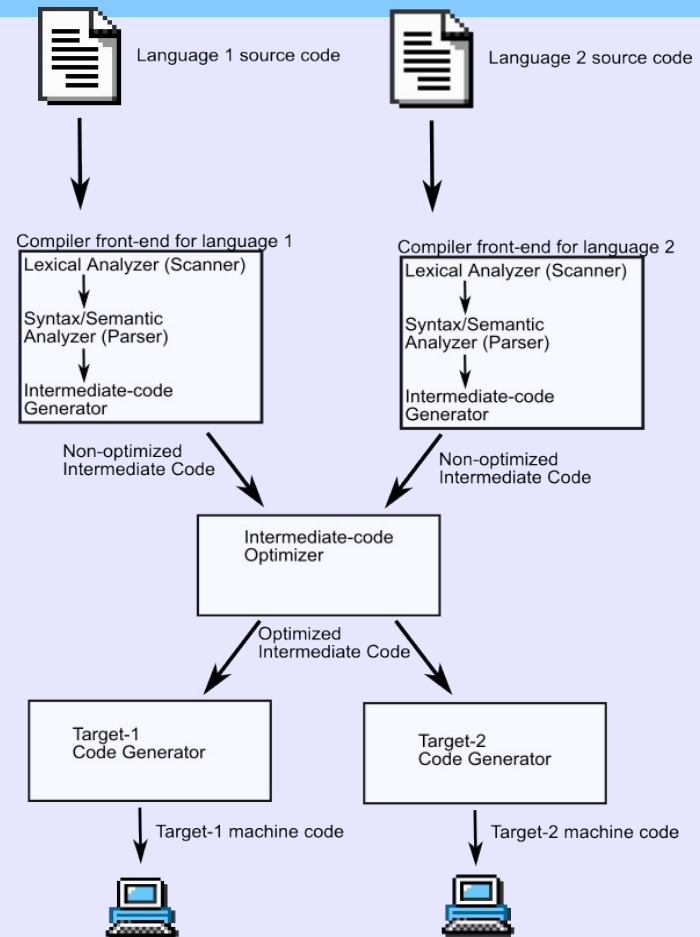 Language 1 source code
Language 2 source code
Compiler front-end for language 1
Lexical Analyzer (Scanner)
Syntax/Semantic
Analyzer (Parser)
Intermediate-code
Generator
Compiler front-end for language 2
Lexical Analyzer (Scanner)
Syntax/Semantic
Analyzer (Parser)
Intermediate-code
Generator
Non-optimized
Intermediate Code
Non-optimized
Intermediate Code
Intermediate-code
Optimizer
Optimized
Intermediate Code
Target-1
Code Generator
Target-2
Code Generator
Target-1 machine code
Target-2 machine code